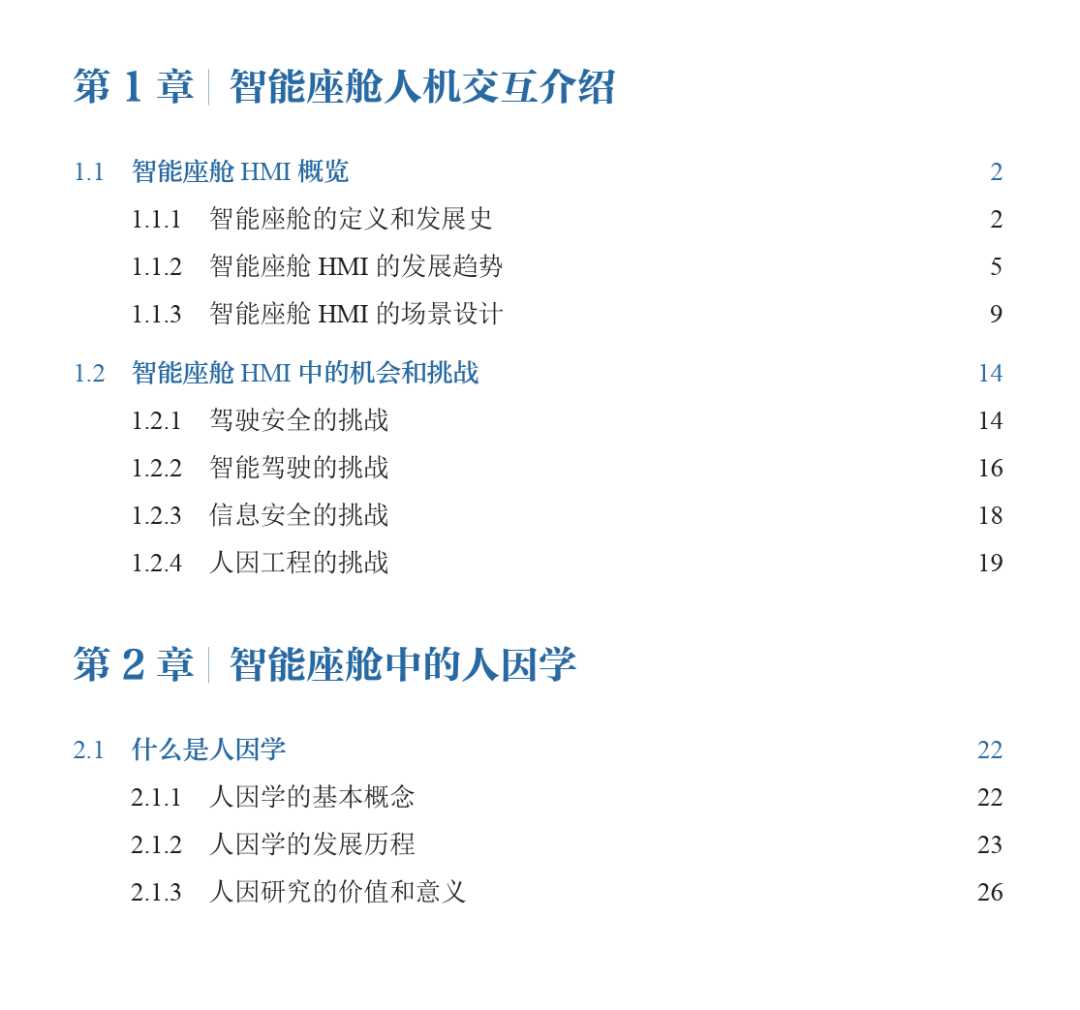 第 1 章 智能座舱人机交互介绍
1.1 智能座舱 HMI 概览 2
1.1.1 智能座舱的定义和发展史 2
1.1.2 智能座舱 HMI 的发展趋势 5
1.1.3 智能座舱 HMI 的场景设计 9
1.2 智能座舱 HMI 中的机会和挑战 14
1.2.1 驾驶安全的挑战 14
1.2.2 智能驾驶的挑战 16
1.2.3 信息安全的挑战 18
1.2.4 人因工程的挑战 19
第 2 章 智能座舱中的人因学
2.1 什么是人因学 22
2.1.1 人因学的基本概念 22
2.1.2 人因学的发展历程 23
2.1.3 人因研究的价值和意义 26